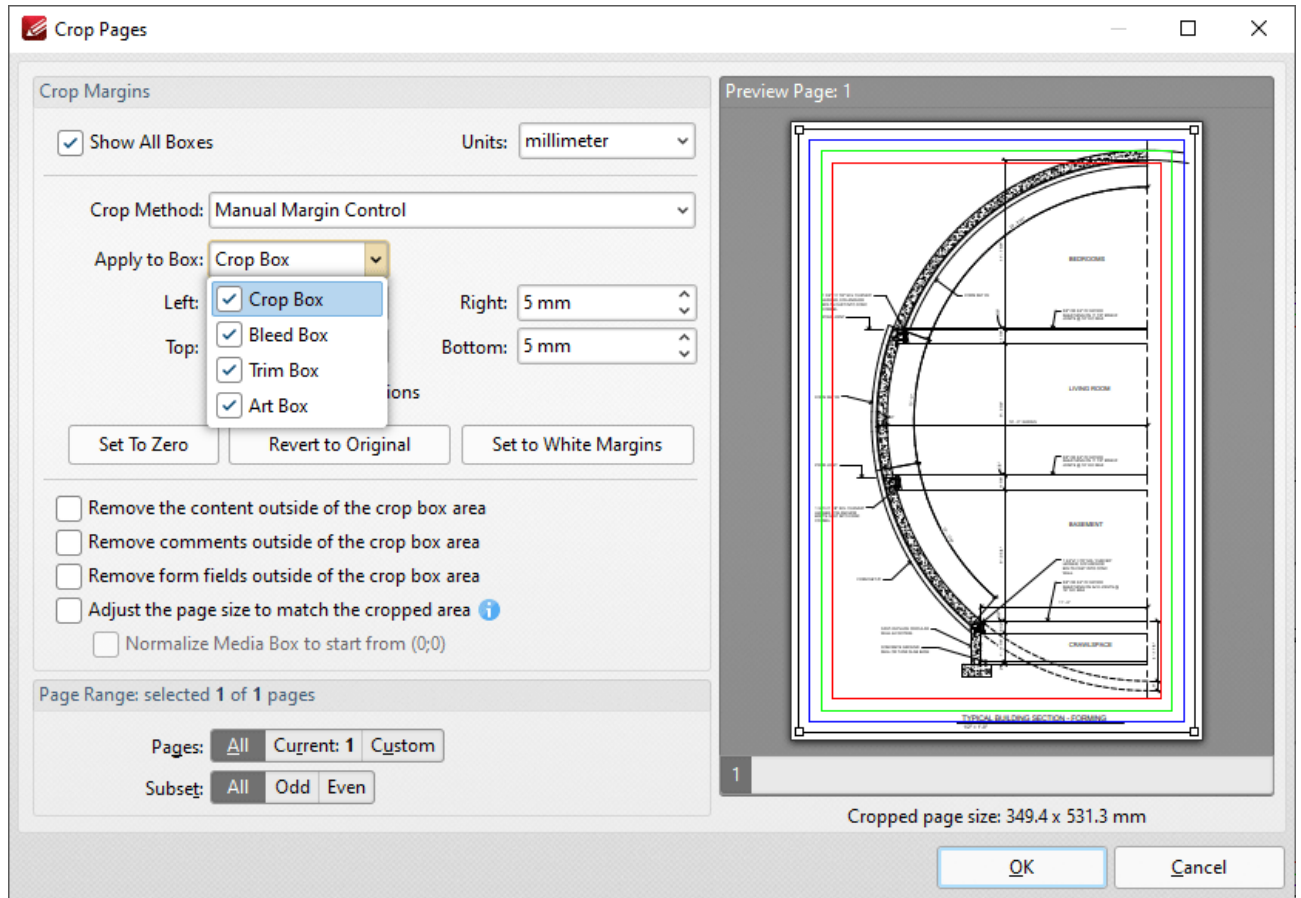 Crop Pages
Crop Margins
Show All Boxes
Units: millimeter
Crop Method: Manual Margin Control
Apply to Box: Crop Box
Crop Box
Bleed Box
Trim Box
Art Box
Left:
Right: 5 mm
Top:
Bottom: 5 mm
ions
Set To Zero
Revert to Original
Set to White Margins
Remove the content outside of the crop box area
Remove comments outside of the crop box area
Remove form fields outside of the crop box area
Adjust the page size to match the cropped area
Normalize Media Box to start from (0;0)
Page Range: selected 1 of 1 pages
Pages: All Current: 1 Custom
Subset: All Odd Even
Preview Page: 1
BEDROOMS
LIVING ROOM
BASEMENT
CRAWLSPACE
TYPICAL BUILDING SECTION - FORMING
1
Cropped page size: 349.4 x 531.3 mm
OK
Cancel